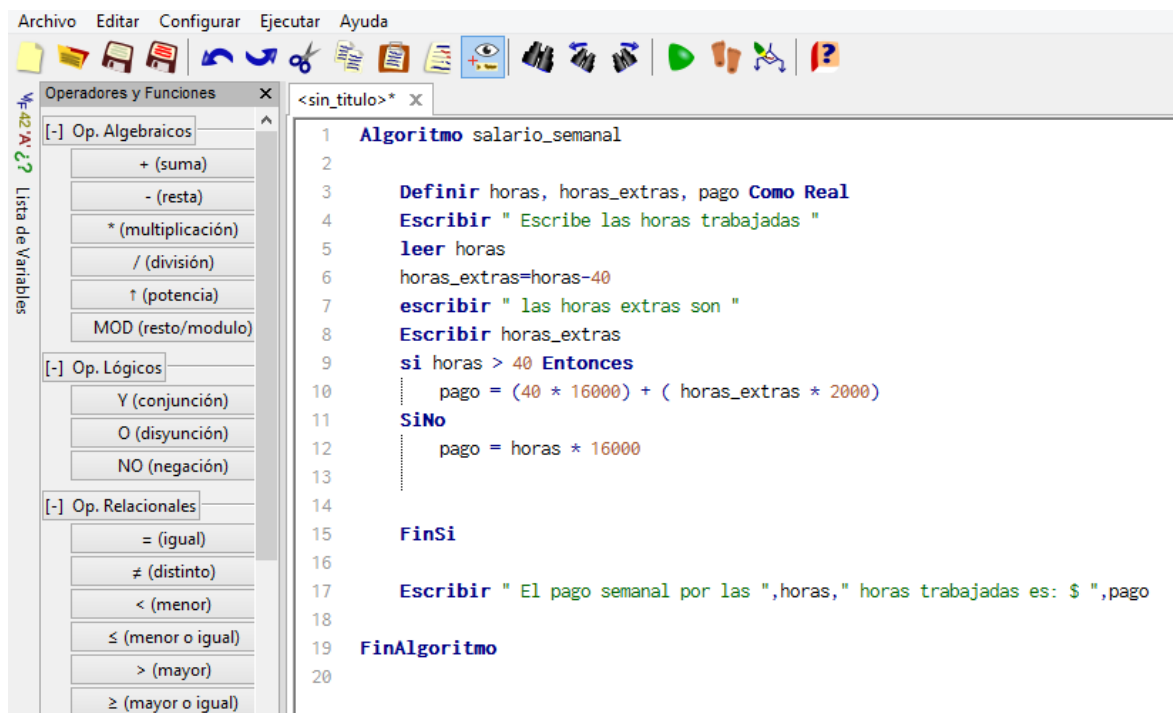 Archivo Editar Configurar Ejecutar Ayuda
Operadores y Funciones x
[-] Op. Algebraicos
+ (suma)
- (resta)
* (multiplicación)
/ (división)
↑ (potencia)
MOD (resto/modulo)
[-] Op. Lógicos
Y (conjunción)
O (disyunción)
NO (negación)
[-] Op. Relacionales
= (igual)
≠ (distinto)
< (menor)
≤ (menor o igual)
> (mayor)
≥ (mayor o igual)
*VF 42 'A' ¿? Lista de Variables
<sin_titulo>* x
1 Algoritmo salario_semanal
2
3 Definir horas, horas_extras, pago Como Real
4 Escribir " Escribe las horas trabajadas "
5 leer horas
6 horas_extras=horas-40
7 escribir " las horas extras son "
8 Escribir horas_extras
9 si horas > 40 Entonces
10 pago = (40 * 16000) + ( horas_extras * 2000)
11 SiNo
12 pago = horas * 16000
13
14
15 FinSi
16
17 Escribir " El pago semanal por las ",horas," horas trabajadas es: $ ",pago
18
19 FinAlgoritmo
20